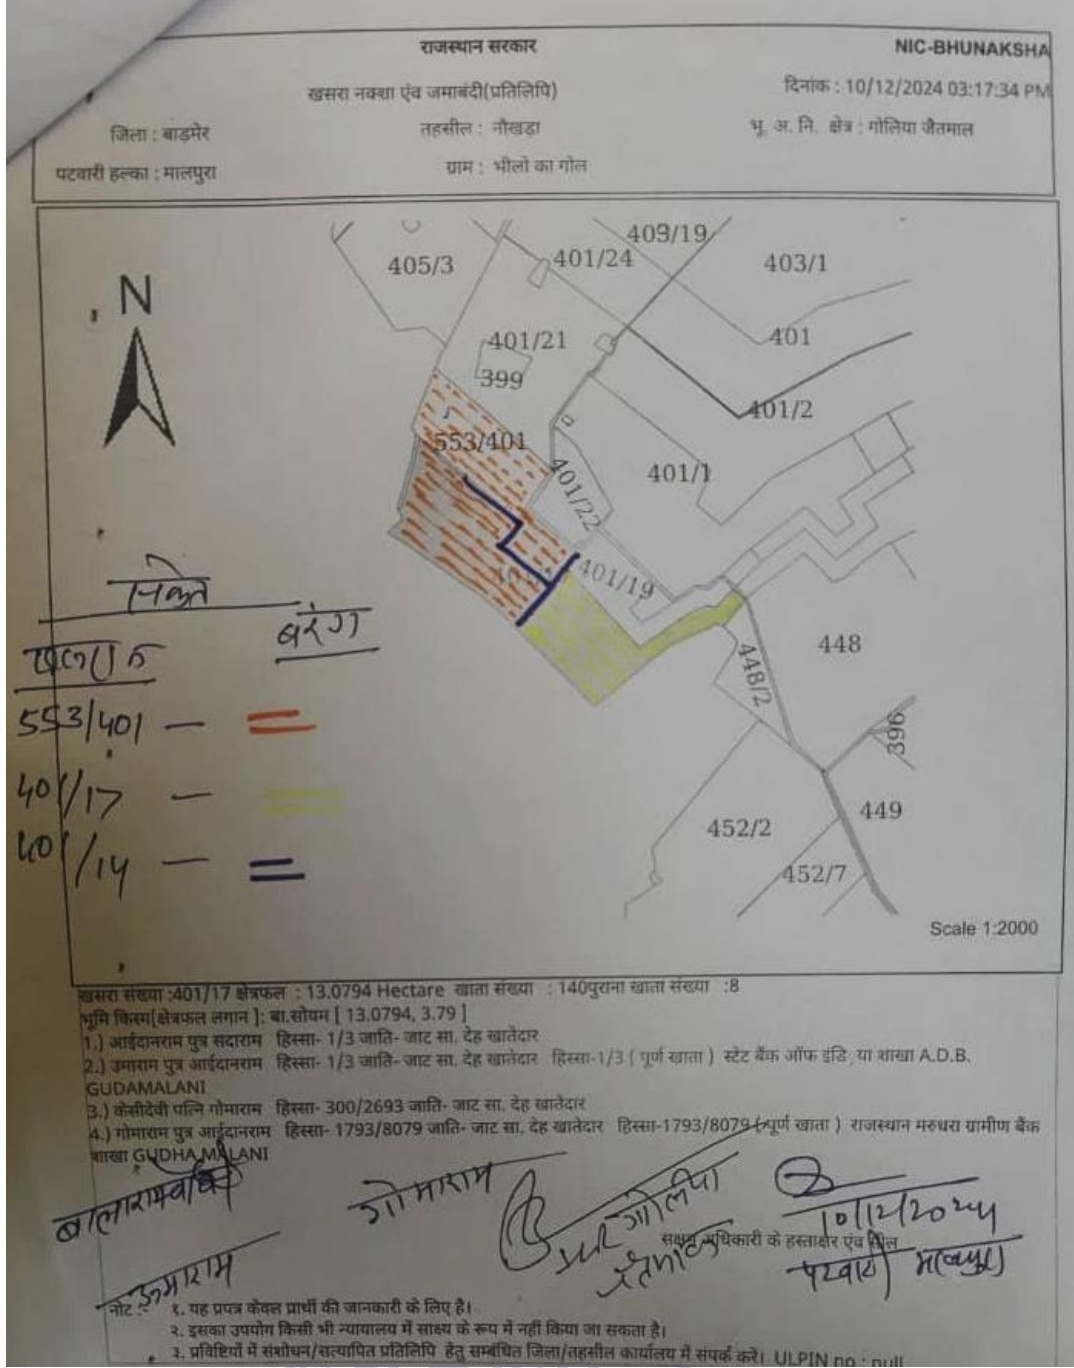 राजस्थान सरकार
NIC-BHUNAKSHA
खसरा नक्शा एंव जमाबंदी(प्रतिलिपि)
दिनांक : 10/12/2024 03:17:34 PM
जिला : बाड़मेर
तहसील : नौखड़ा
भू. अ. नि. क्षेत्र : गोलिया जैतमाल
पटवारी हल्का : मालपुरा
ग्राम : भीलो का गोल
N
405/3
401/24
403/19
403/1
401/21
399
401
401/2
553/401
401/1
401/22
401/19
448
448/2
396
449
452/2
452/7
Scale 1:2000
संकेत
बरंग
553/401 —
401/17 —
401/14 —
खसरा संख्या :401/17 क्षेत्रफल : 13.0794 Hectare खाता संख्या : 140पुराना खाता संख्या :8
भूमि किस्म[क्षेत्रफल लगान ]: बा.सोयम [ 13.0794, 3.79 ]
1.) आईदानराम पुत्र सदाराम हिस्सा- 1/3 जाति- जाट सा. देह खातेदार
2.) उमाराम पुत्र आईदानराम हिस्सा- 1/3 जाति- जाट सा. देह खातेदार हिस्सा-1/3 ( पूर्ण खाता ) स्टेट बैंक ऑफ इंडि या शाखा A.D.B.
GUDAMALANI
3.) केसीदेवी पत्नि गोमाराम हिस्सा- 300/2693 जाति- जाट सा. देह खातेदार
4.) गोमाराम पुत्र आईदानराम हिस्सा- 1793/8079 जाति- जाट सा. देह खातेदार हिस्सा-1793/8079 (पूर्ण खाता ) राजस्थान मरुधरा ग्रामीण बैंक
शाखा GUDHA MALANI
गोमाराम
गोलिया
10/12/2024
सक्षम अधिकारी के हस्ताक्षर एंव सील
पटवारी मालपुरा
ऊमाराम
नोट :- १. यह प्रपत्र केवल प्रार्थी की जानकारी के लिए है।
२. इसका उपयोग किसी भी न्यायालय में साक्ष्य के रूप में नहीं किया जा सकता है।
३. प्रविष्टियों में संशोधन/सत्यापित प्रतिलिपि हेतु सम्बंधित जिला/तहसील कार्यालय में संपर्क करें। ULPIN no : null